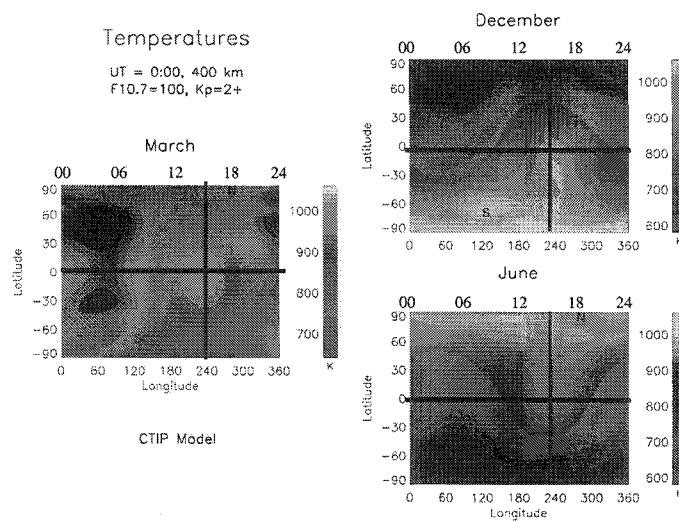 Temperatures
UT = 0:00, 400 km
F10.7=100, Kp=2+
March
00 06 12 18 24
90
60
30
0
-30
-60
-90
Latitude
N
S
0 60 120 180 240 300 360
Longitude
1000
900
800
700
K
CTIP Model
December
00 06 12 18 24
90
60
30
0
-30
-60
-90
Latitude
N
S
0 60 120 180 240 300 360
1000
900
800
700
600
K
June
00 06 12 18 24
90
60
30
0
-30
-60
-90
Latitude
N
0 60 120 180 240 300 360
Longitude
1000
900
800
700
600
K